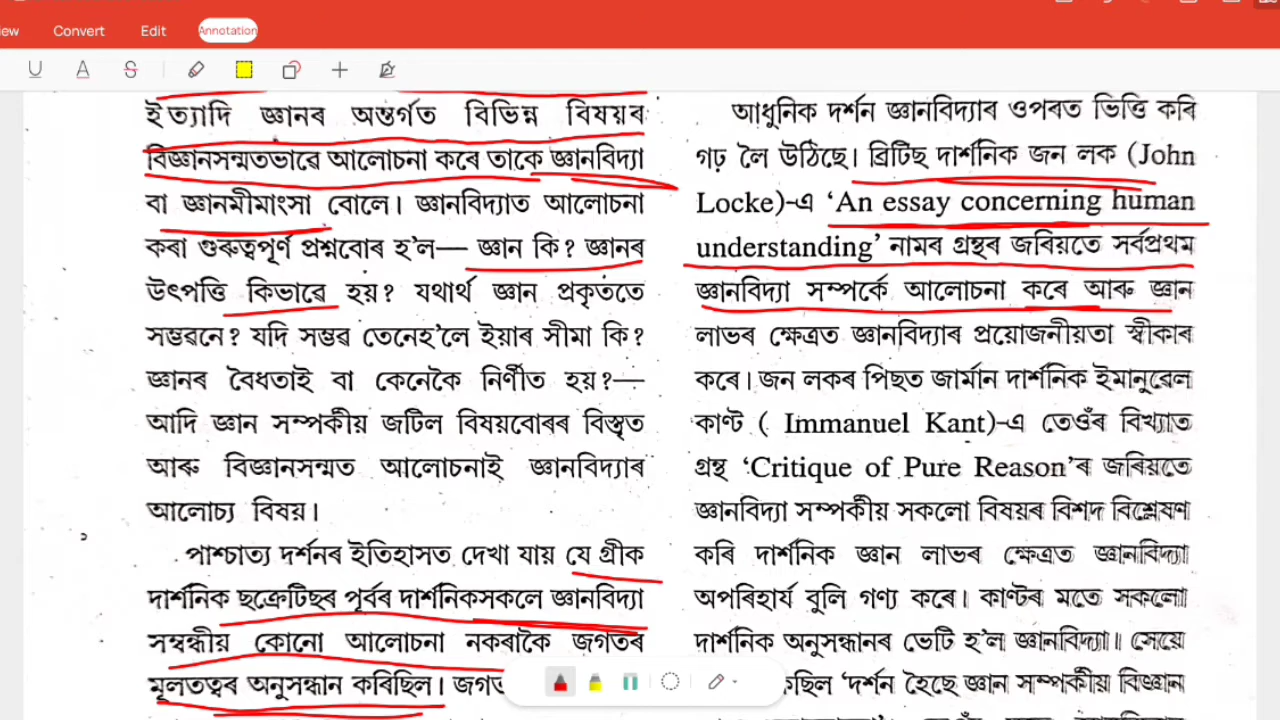 Convert Edit Annotation
ইত্যাদি জ্ঞানৰ অন্তৰ্গত বিভিন্ন বিষয়ৰ
বিজ্ঞানসন্মতভাৱে আলোচনা কৰে তাকে জ্ঞানবিদ্যা
বা জ্ঞানমীমাংসা বোলে। জ্ঞানবিদ্যাত আলোচনা
কৰা গুৰুত্বপূৰ্ণ প্ৰশ্নবোৰ হ’ল— জ্ঞান কি? জ্ঞানৰ
উৎপত্তি কিভাৱে হয়? যথাৰ্থ জ্ঞান প্ৰকৃততে
সম্ভৱনে? যদি সম্ভৱ তেনেহ’লে ইয়াৰ সীমা কি?
জ্ঞানৰ বৈধতাই বা কেনেকৈ নিৰ্ণীত হয়?—
আদি জ্ঞান সম্পৰ্কীয় জটিল বিষয়বোৰৰ বিস্তৃত
আৰু বিজ্ঞানসন্মত আলোচনাই জ্ঞানবিদ্যাৰ
আলোচ্য বিষয়।
পাশ্চাত্য দৰ্শনৰ ইতিহাসত দেখা যায় যে গ্ৰীক
দাৰ্শনিক ছক্ৰেটিছৰ পূৰ্বৰ দাৰ্শনিকসকলে জ্ঞানবিদ্যা
সম্বন্ধীয় কোনো আলোচনা নকৰাকৈ জগতৰ
মূলতত্বৰ অনুসন্ধান কৰিছিল।
আধুনিক দৰ্শন জ্ঞানবিদ্যাৰ ওপৰত ভিত্তি কৰি
গঢ় লৈ উঠিছে। ব্ৰিটিছ দাৰ্শনিক জন লক (John
Locke)-এ ‘An essay concerning human
understanding’ নামৰ গ্ৰন্থৰ জৰিয়তে সৰ্বপ্ৰথম
জ্ঞানবিদ্যা সম্পৰ্কে আলোচনা কৰে আৰু জ্ঞান
লাভৰ ক্ষেত্ৰত জ্ঞানবিদ্যাৰ প্ৰয়োজনীয়তা স্বীকাৰ
কৰে। জন লকৰ পিছত জাৰ্মান দাৰ্শনিক ইমানুৱেল
কাণ্ট ( Immanuel Kant)-এ তেওঁৰ বিখ্যাত
গ্ৰন্থ ‘Critique of Pure Reason’ৰ জৰিয়তে
জ্ঞানবিদ্যা সম্পৰ্কীয় সকলো বিষয়ৰ বিশদ বিশ্লেষণ
কৰি দাৰ্শনিক জ্ঞান লাভৰ ক্ষেত্ৰত জ্ঞানবিদ্যা
অপৰিহাৰ্য বুলি গণ্য কৰে। কাণ্টৰ মতে সকলো
দাৰ্শনিক অনুসন্ধানৰ ভেটি হ’ল জ্ঞানবিদ্যা। সেয়ে
‘দৰ্শন হৈছে জ্ঞান সম্পৰ্কীয় বিজ্ঞান